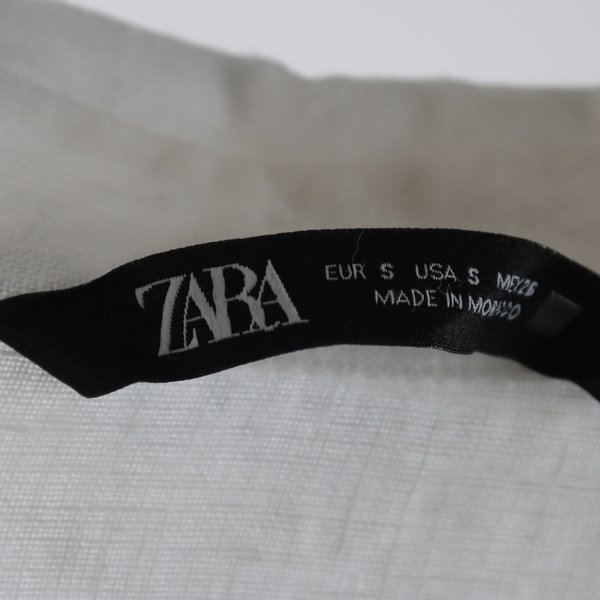 ZARA
EUR S USA S MEX 26
MADE IN MOROCCO